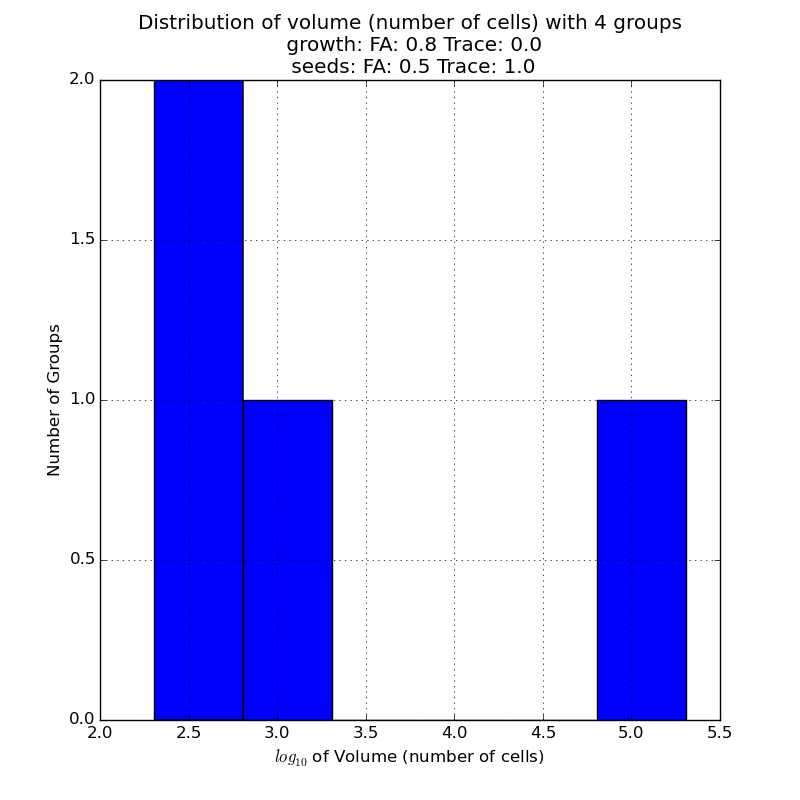 Distribution of volume (number of cells) with 4 groups
growth: FA: 0.8 Trace: 0.0
seeds: FA: 0.5 Trace: 1.0
2.0
1.5
1.0
0.5
0.0
Number of Groups
2.0 2.5 3.0 3.5 4.0 4.5 5.0 5.5
log10 of Volume (number of cells)